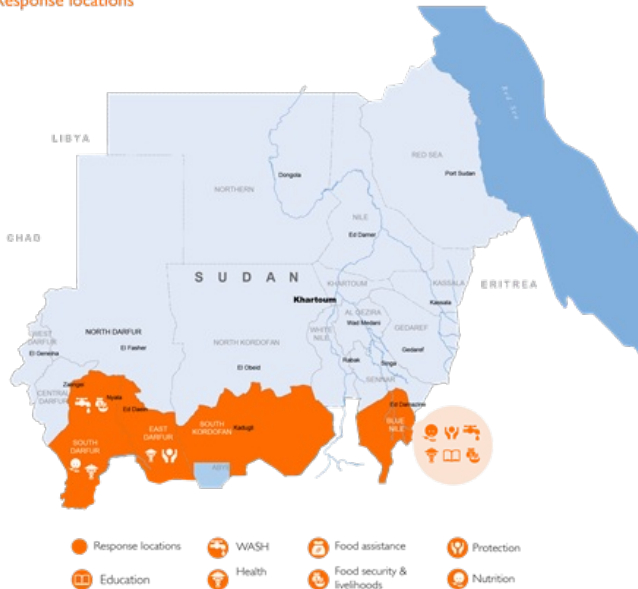 Response locations
Red Sea
LIBYA
RED SEA
Dongola
Port Sudan
NORTHERN
NILE
CHAD
Ed Damer
S U D A N
KHARTOUM
KASSALA
ERITREA
Khartoum
Kassala
AL GEZIRA
NORTH DARFUR
WHITE
NILE
Wad Medani
GEDAREF
WEST
DARFUR
NORTH KORDOFAN
El Geneina
El Fasher
Rabak
Gedaref
Singa
El Obeid
SENNAR
Zalingei
CENTRAL
DARFUR
Nyala
Ed Daein
Ed Damazion
SOUTH
KORDOFAN
Kadugli
BLUE
NILE
EAST
DARFUR
SOUTH
DARFUR
ABYEI
Response locations
WASH
Food assistance
Protection
Education
Health
Food security &
livelihoods
Nutrition